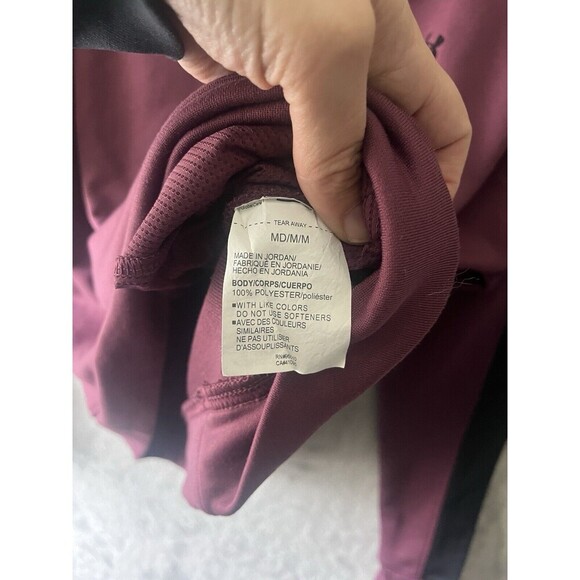 TEAR AWAY
MD/M/M
MADE IN JORDAN/
FABRIQUÉ EN JORDANIE/
HECHO EN JORDANIA
BODY/CORPS/CUERPO
100% POLYESTER/poliéster
■WITH LIKE COLORS
DO NOT USE SOFTENERS
■AVEC DES COULEURS
SIMILAIRES
NE PAS UTILISER
D'ASSOUPLISSANTS